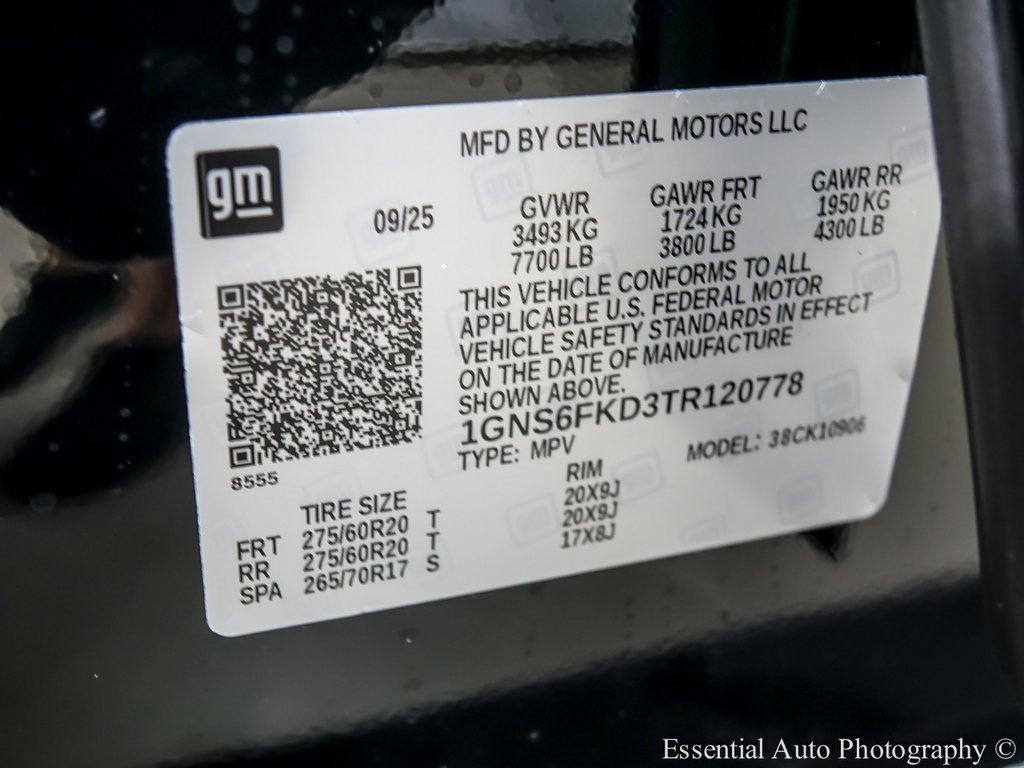 MFD BY GENERAL MOTORS LLC
gm
09/25
GVWR GAWR FRT GAWR RR
3493 KG 1724 KG 1950 KG
7700 LB 3800 LB 4300 LB
THIS VEHICLE CONFORMS TO ALL
APPLICABLE U.S. FEDERAL MOTOR
VEHICLE SAFETY STANDARDS IN EFFECT
ON THE DATE OF MANUFACTURE
SHOWN ABOVE.
1GNS6FKD3TR120778
TYPE: MPV MODEL: 38CK10906
8555
TIRE SIZE RIM
FRT 275/60R20 T 20X9J
RR 275/60R20 T 20X9J
SPA 265/70R17 S 17X8J
Essential Auto Photography ©